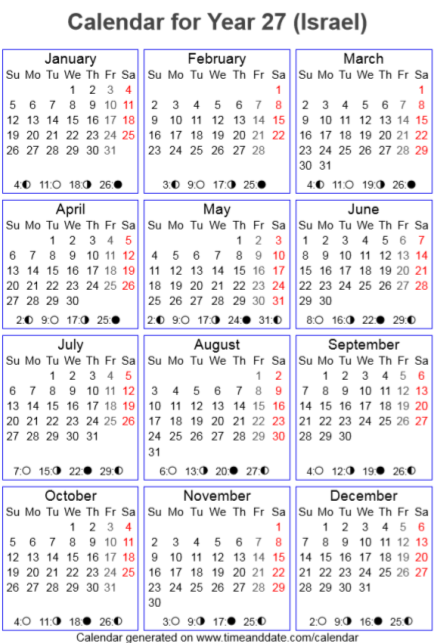 Calendar for Year 27 (Israel)
January
Su Mo Tu We Th Fr Sa
1 2 3 4
5 6 7 8 9 10 11
12 13 14 15 16 17 18
19 20 21 22 23 24 25
26 27 28 29 30 31
4:◐ 11:○ 18:◑ 26:●
February
Su Mo Tu We Th Fr Sa
1
2 3 4 5 6 7 8
9 10 11 12 13 14 15
16 17 18 19 20 21 22
23 24 25 26 27 28
3:◐ 9:○ 17:◑ 25:●
March
Su Mo Tu We Th Fr Sa
1
2 3 4 5 6 7 8
9 10 11 12 13 14 15
16 17 18 19 20 21 22
23 24 25 26 27 28 29
30 31
4:◐ 11:○ 19:◑ 26:●
April
Su Mo Tu We Th Fr Sa
1 2 3 4 5
6 7 8 9 10 11 12
13 14 15 16 17 18 19
20 21 22 23 24 25 26
27 28 29 30
2:◐ 9:○ 17:◑ 25:●
May
Su Mo Tu We Th Fr Sa
1 2 3
4 5 6 7 8 9 10
11 12 13 14 15 16 17
18 19 20 21 22 23 24
25 26 27 28 29 30 31
2:◐ 9:○ 17:◑ 24:● 31:◐
June
Su Mo Tu We Th Fr Sa
1 2 3 4 5 6 7
8 9 10 11 12 13 14
15 16 17 18 19 20 21
22 23 24 25 26 27 28
29 30
8:○ 16:◑ 22:● 29:◐
July
Su Mo Tu We Th Fr Sa
1 2 3 4 5
6 7 8 9 10 11 12
13 14 15 16 17 18 19
20 21 22 23 24 25 26
27 28 29 30 31
7:○ 15:◑ 22:● 29:◐
August
Su Mo Tu We Th Fr Sa
1 2
3 4 5 6 7 8 9
10 11 12 13 14 15 16
17 18 19 20 21 22 23
24 25 26 27 28 29 30
31
6:○ 13:◑ 20:● 27:◐
September
Su Mo Tu We Th Fr Sa
1 2 3 4 5 6
7 8 9 10 11 12 13
14 15 16 17 18 19 20
21 22 23 24 25 26 27
28 29 30
4:○ 12:◑ 19:● 26:◐
October
Su Mo Tu We Th Fr Sa
1 2 3 4
5 6 7 8 9 10 11
12 13 14 15 16 17 18
19 20 21 22 23 24 25
26 27 28 29 30 31
4:○ 11:◑ 18:● 26:◐
November
Su Mo Tu We Th Fr Sa
1
2 3 4 5 6 7 8
9 10 11 12 13 14 15
16 17 18 19 20 21 22
23 24 25 26 27 28 29
30
3:○ 9:◑ 17:● 25:◐
December
Su Mo Tu We Th Fr Sa
1 2 3 4 5 6
7 8 9 10 11 12 13
14 15 16 17 18 19 20
21 22 23 24 25 26 27
28 29 30 31
2:○ 9:◑ 16:● 25:◐
Calendar generated on www.timeanddate.com/calendar